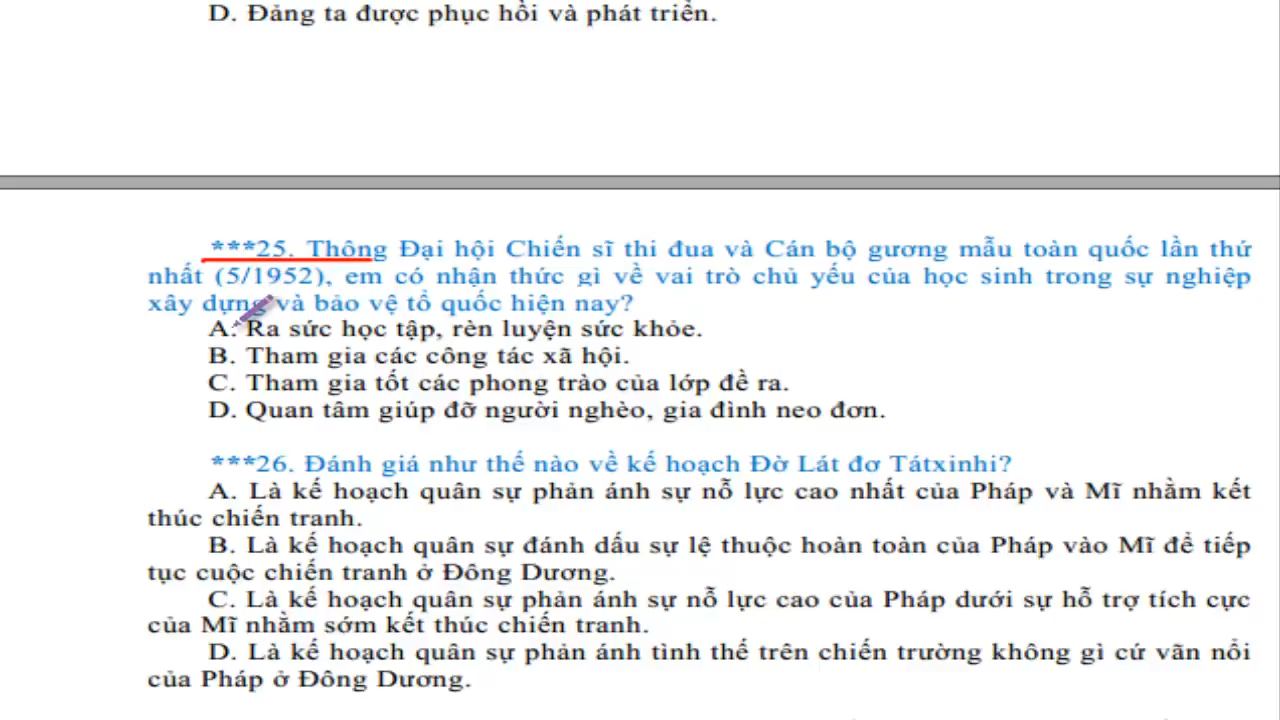 D. Đảng ta được phục hồi và phát triển.
***25. Thông Đại hội Chiến sĩ thi đua và Cán bộ gương mẫu toàn quốc lần thứ
nhất (5/1952), em có nhận thức gì về vai trò chủ yếu của học sinh trong sự nghiệp
xây dựng và bảo vệ tổ quốc hiện nay?
A. Ra sức học tập, rèn luyện sức khỏe.
B. Tham gia các công tác xã hội.
C. Tham gia tốt các phong trào của lớp đề ra.
D. Quan tâm giúp đỡ người nghèo, gia đình neo đơn.
***26. Đánh giá như thế nào về kế hoạch Đờ Lát đơ Tátxinhi?
A. Là kế hoạch quân sự phản ánh sự nỗ lực cao nhất của Pháp và Mĩ nhằm kết
thúc chiến tranh.
B. Là kế hoạch quân sự đánh dấu sự lệ thuộc hoàn toàn của Pháp vào Mĩ để tiếp
tục cuộc chiến tranh ở Đông Dương.
C. Là kế hoạch quân sự phản ánh sự nỗ lực cao của Pháp dưới sự hỗ trợ tích cực
của Mĩ nhằm sớm kết thúc chiến tranh.
D. Là kế hoạch quân sự phản ánh tình thế trên chiến trường không gì cứ vãn nổi
của Pháp ở Đông Dương.